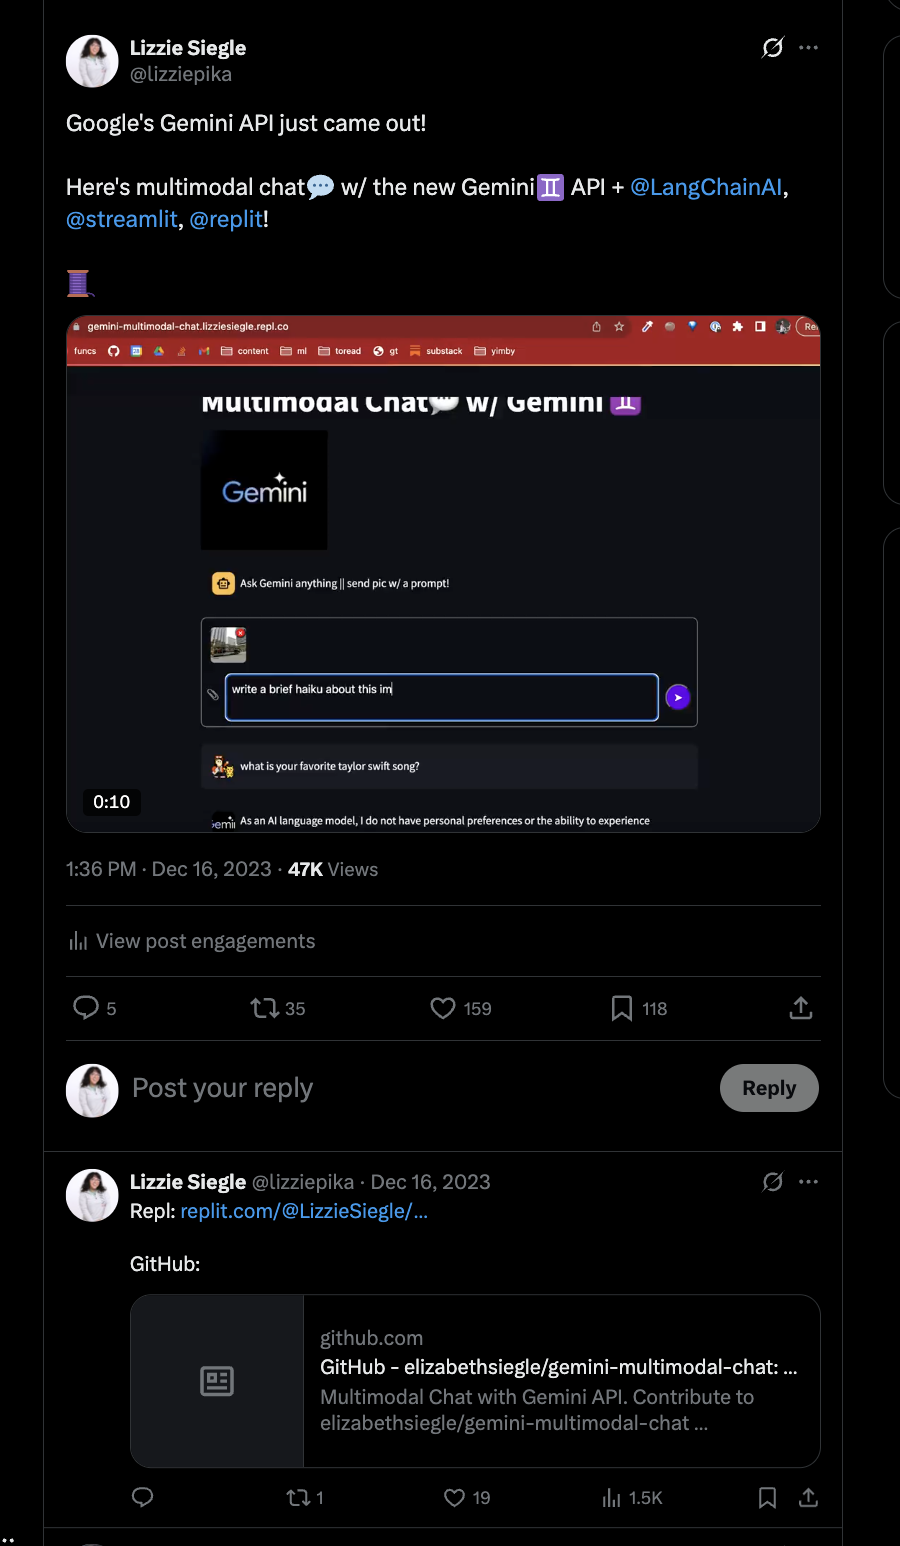 Lizzie Siegle
@lizziepika
Google's Gemini API just came out!
Here's multimodal chat💬 w/ the new Gemini♊ API + @LangChainAI,
@streamlit, @replit!
🧵
gemini-multimodal-chat.lizziesiegle.repl.co
Re
funcs
content
ml
toread
gt
substack
yimby
Multimodal Chat💬 w/ Gemini ♊
Gemini
Ask Gemini anything || send pic w/ a prompt!
write a brief haiku about this im
what is your favorite taylor swift song?
As an AI language model, I do not have personal preferences or the ability to experience
0:10
1:36 PM · Dec 16, 2023 · 47K Views
View post engagements
5 35 159 118
Post your reply
Reply
Lizzie Siegle @lizziepika · Dec 16, 2023
Repl: replit.com/@LizzieSiegle/...
GitHub:
github.com
GitHub - elizabethsiegle/gemini-multimodal-chat: ...
Multimodal Chat with Gemini API. Contribute to
elizabethsiegle/gemini-multimodal-chat ...
1 19 1.5K